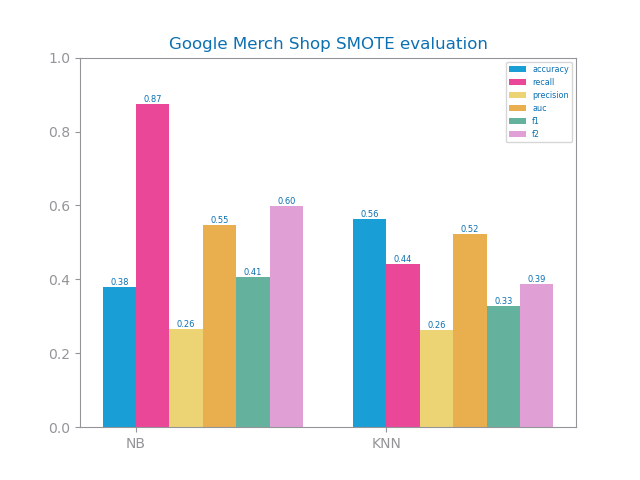 Google Merch Shop SMOTE evaluation
1.0
0.8
0.6
0.4
0.2
0.0
accuracy
recall
precision
auc
f1
f2
0.38
0.87
0.26
0.55
0.41
0.60
0.56
0.44
0.26
0.52
0.33
0.39
NB
KNN